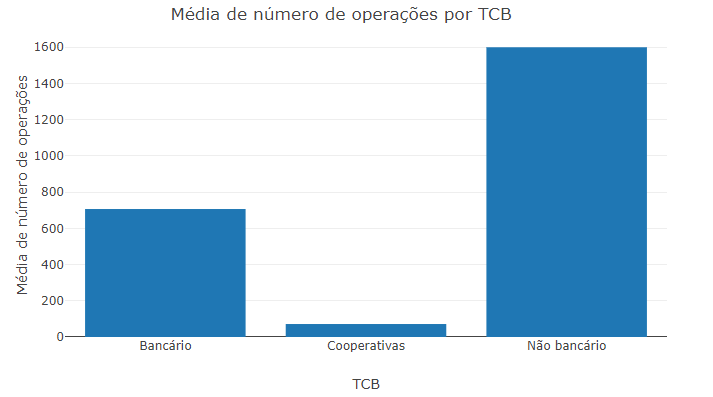 Média de número de operações por TCB
Média de número de operações
1600
1400
1200
1000
800
600
400
200
0
Bancário
Cooperativas
Não bancário
TCB